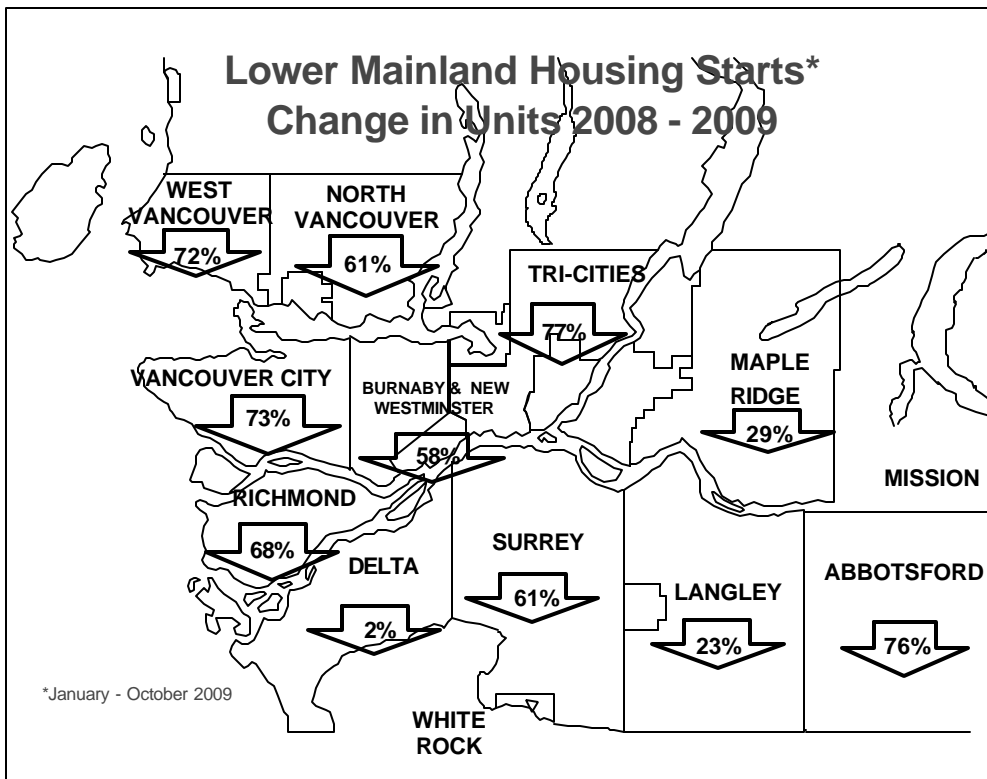 Lower Mainland Housing Starts*
Change in Units 2008 - 2009
WEST
VANCOUVER
72%
NORTH
VANCOUVER
61%
TRI-CITIES
77%
VANCOUVER CITY
73%
BURNABY & NEW
WESTMINSTER
58%
MAPLE
RIDGE
29%
MISSION
RICHMOND
68%
DELTA
2%
SURREY
61%
LANGLEY
23%
ABBOTSFORD
76%
*January - October 2009
WHITE
ROCK